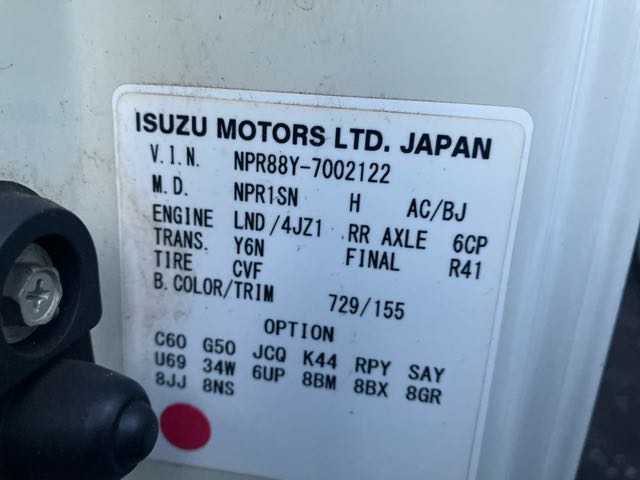 ISUZU MOTORS LTD. JAPAN
V.I.N. NPR88Y-7002122
M.D. NPR1SN H AC/BJ
ENGINE LND/4JZ1 RR AXLE 6CP
TRANS. Y6N FINAL R41
TIRE CVF
B.COLOR/TRIM 729/155
OPTION
C60 G50 JCQ K44 RPY SAY
U69 34W 6UP 8BM 8BX 8GR
8JJ 8NS